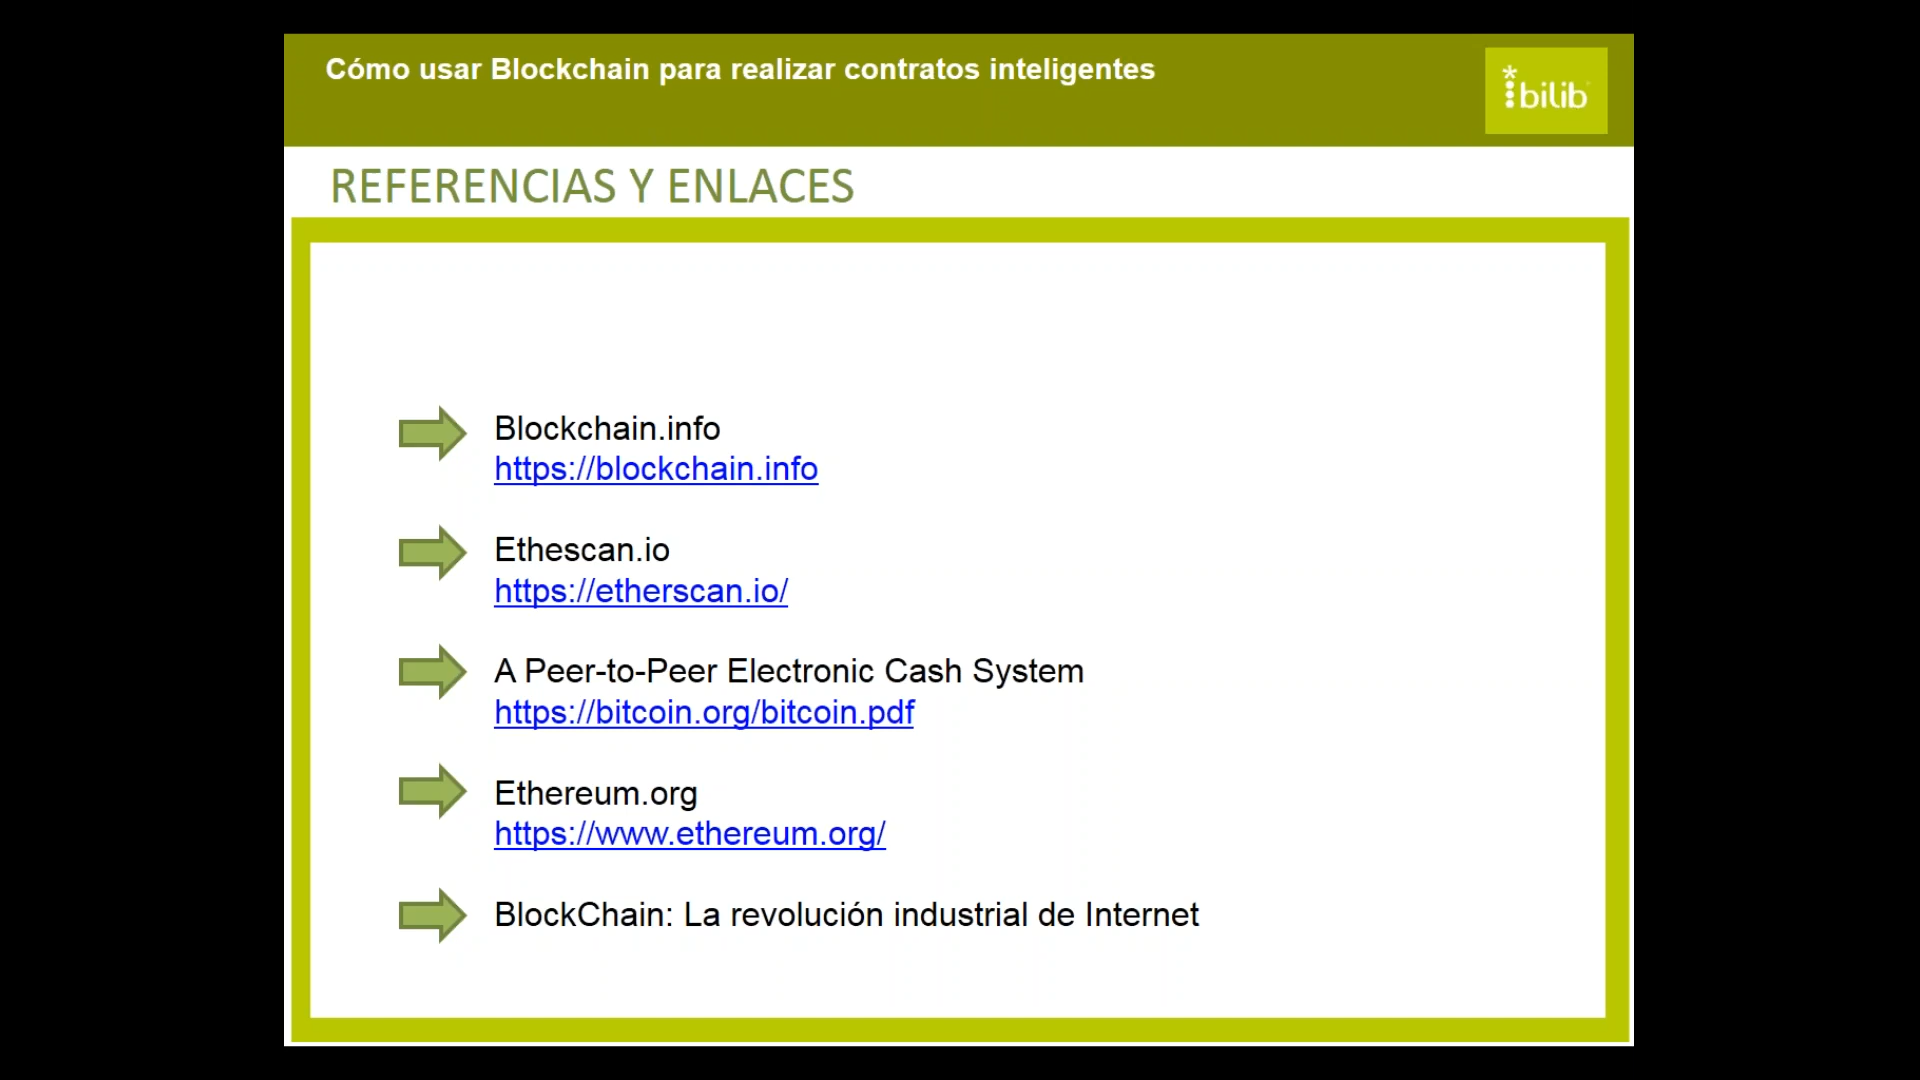 Cómo usar Blockchain para realizar contratos inteligentes
bilib
REFERENCIAS Y ENLACES
Blockchain.info
https://blockchain.info
Ethescan.io
https://etherscan.io/
A Peer-to-Peer Electronic Cash System
https://bitcoin.org/bitcoin.pdf
Ethereum.org
https://www.ethereum.org/
BlockChain: La revolución industrial de Internet